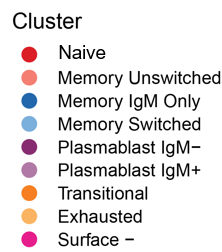 Cluster
Naive
Memory Unswitched
Memory IgM Only
Memory Switched
Plasmablast IgM−
Plasmablast IgM+
Transitional
Exhausted
Surface −